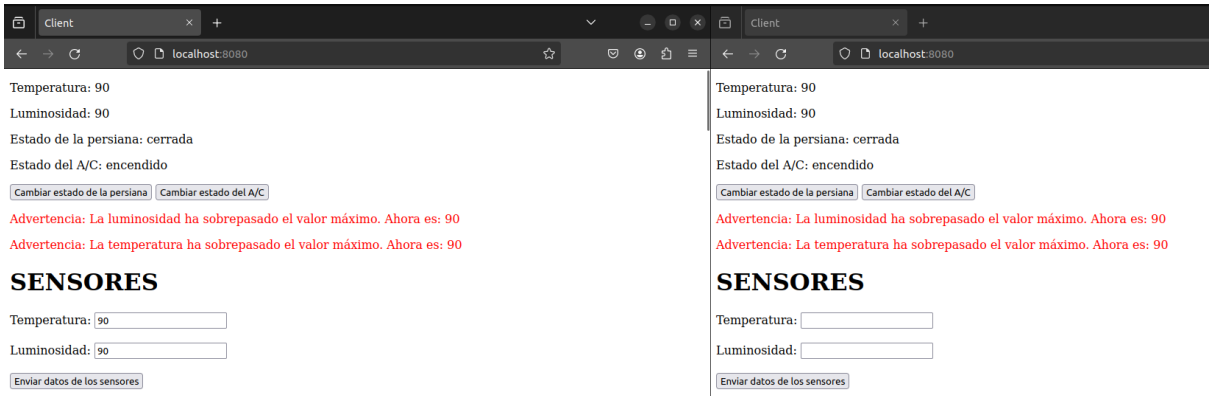 Client
localhost:8080
Temperatura: 90
Luminosidad: 90
Estado de la persiana: cerrada
Estado del A/C: encendido
Cambiar estado de la persiana Cambiar estado del A/C
Advertencia: La luminosidad ha sobrepasado el valor máximo. Ahora es: 90
Advertencia: La temperatura ha sobrepasado el valor máximo. Ahora es: 90
SENSORES
Temperatura: 90
Luminosidad: 90
Enviar datos de los sensores
Client
localhost:8080
Temperatura: 90
Luminosidad: 90
Estado de la persiana: cerrada
Estado del A/C: encendido
Cambiar estado de la persiana Cambiar estado del A/C
Advertencia: La luminosidad ha sobrepasado el valor máximo. Ahora es: 90
Advertencia: La temperatura ha sobrepasado el valor máximo. Ahora es: 90
SENSORES
Temperatura:
Luminosidad:
Enviar datos de los sensores